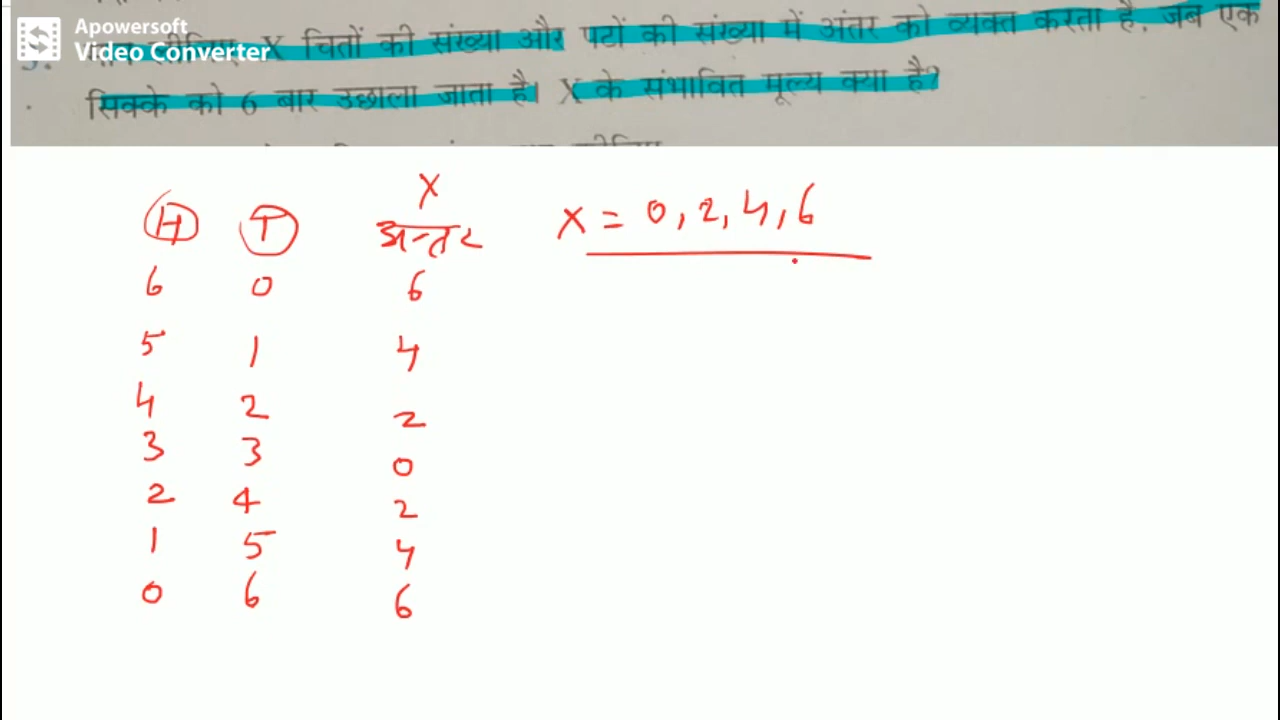 Apowersoft
Video Converter
X चितों की संख्या और पटों की संख्या में अंतर को व्यक्त करता है, जब एक
सिक्के को 6 बार उछाला जाता है। X के संभावित मूल्य क्या है?
X
H T अन्तर X = 0, 2, 4, 6
6 0 6
5 1 4
4 2 2
3 3 0
2 4 2
1 5 4
0 6 6